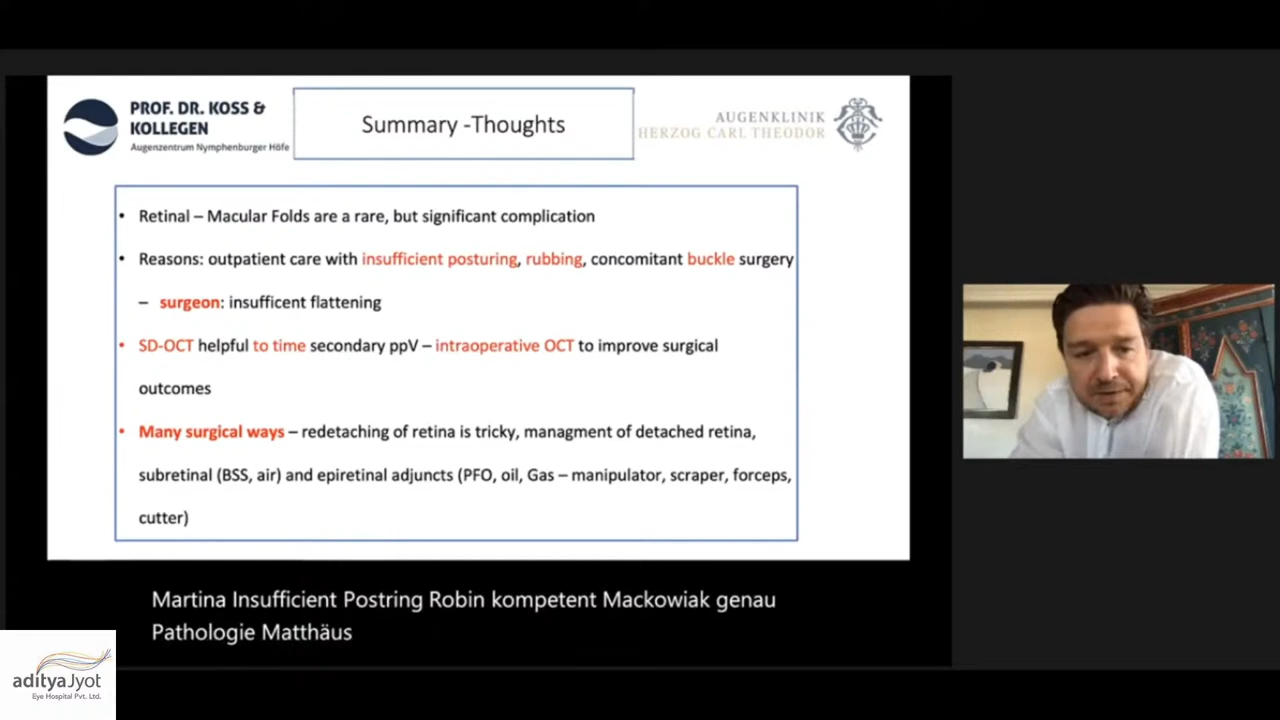 PROF. DR. KOSS &
KOLLEGEN
Augenzentrum Nymphenburger Höfe
Summary -Thoughts
AUGENKLINIK
HERZOG CARL THEODOR
• Retinal – Macular Folds are a rare, but significant complication
• Reasons: outpatient care with insufficient posturing, rubbing, concomitant buckle surgery
– surgeon: insufficent flattening
• SD-OCT helpful to time secondary ppV – intraoperative OCT to improve surgical
outcomes
• Many surgical ways – redetaching of retina is tricky, managment of detached retina,
subretinal (BSS, air) and epiretinal adjuncts (PFO, oil, Gas – manipulator, scraper, forceps,
cutter)
Martina Insufficient Postring Robin kompetent Mackowiak genau
Pathologie Matthäus
adityaJyot
Eye Hospital Pvt. Ltd.